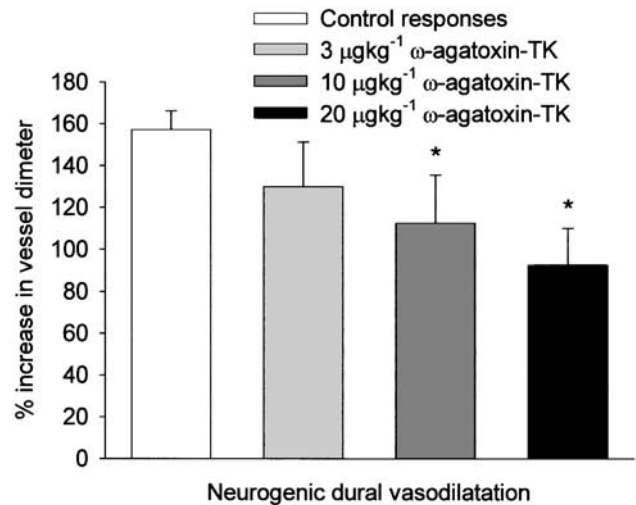 Control responses
3 μgkg⁻¹ ω-agatoxin-TK
10 μgkg⁻¹ ω-agatoxin-TK
20 μgkg⁻¹ ω-agatoxin-TK
% increase in vessel dimeter
180
160
140
120
100
80
60
40
20
0
*
*
Neurogenic dural vasodilatation